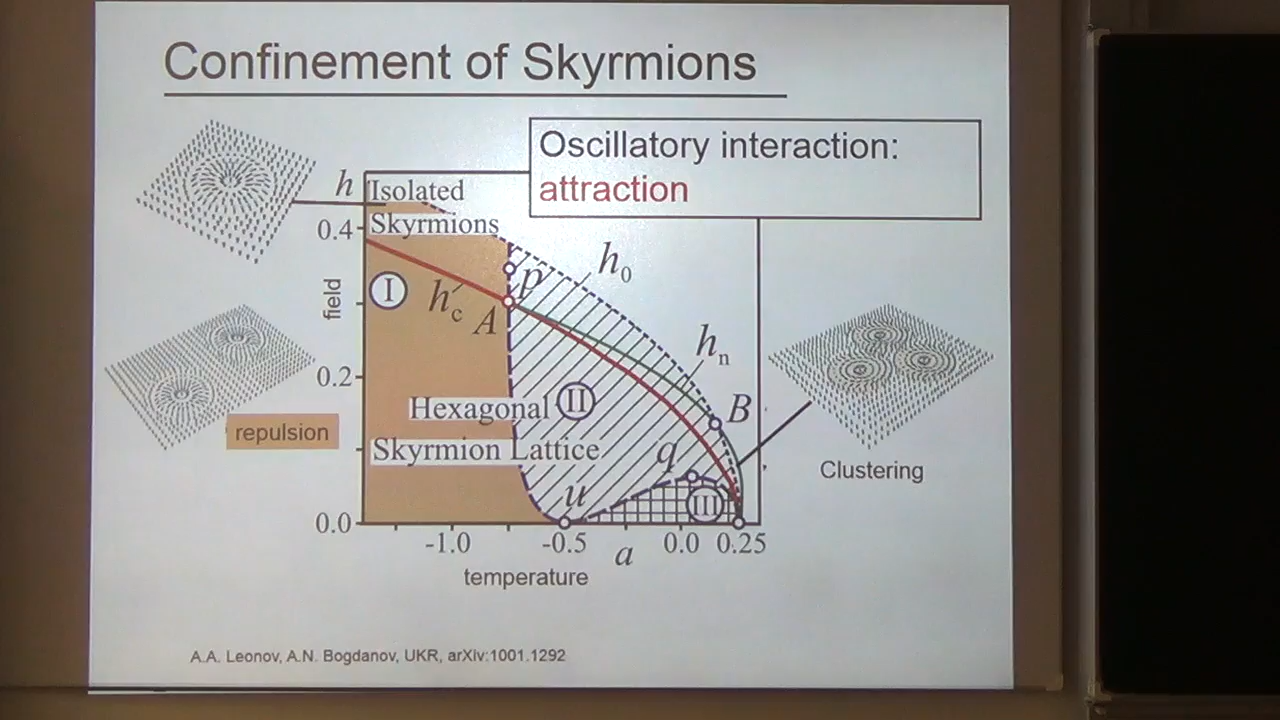 Confinement of Skyrmions
Oscillatory interaction:
attraction
h
Isolated
Skyrmions
0.4
p
h0
field
I
hc
A
hn
0.2
Hexagonal II
B
repulsion
Skyrmion Lattice
q
Clustering
u
III
0.0
-1.0
-0.5
a
0.0
0.25
temperature
A.A. Leonov, A.N. Bogdanov, UKR, arXiv:1001.1292